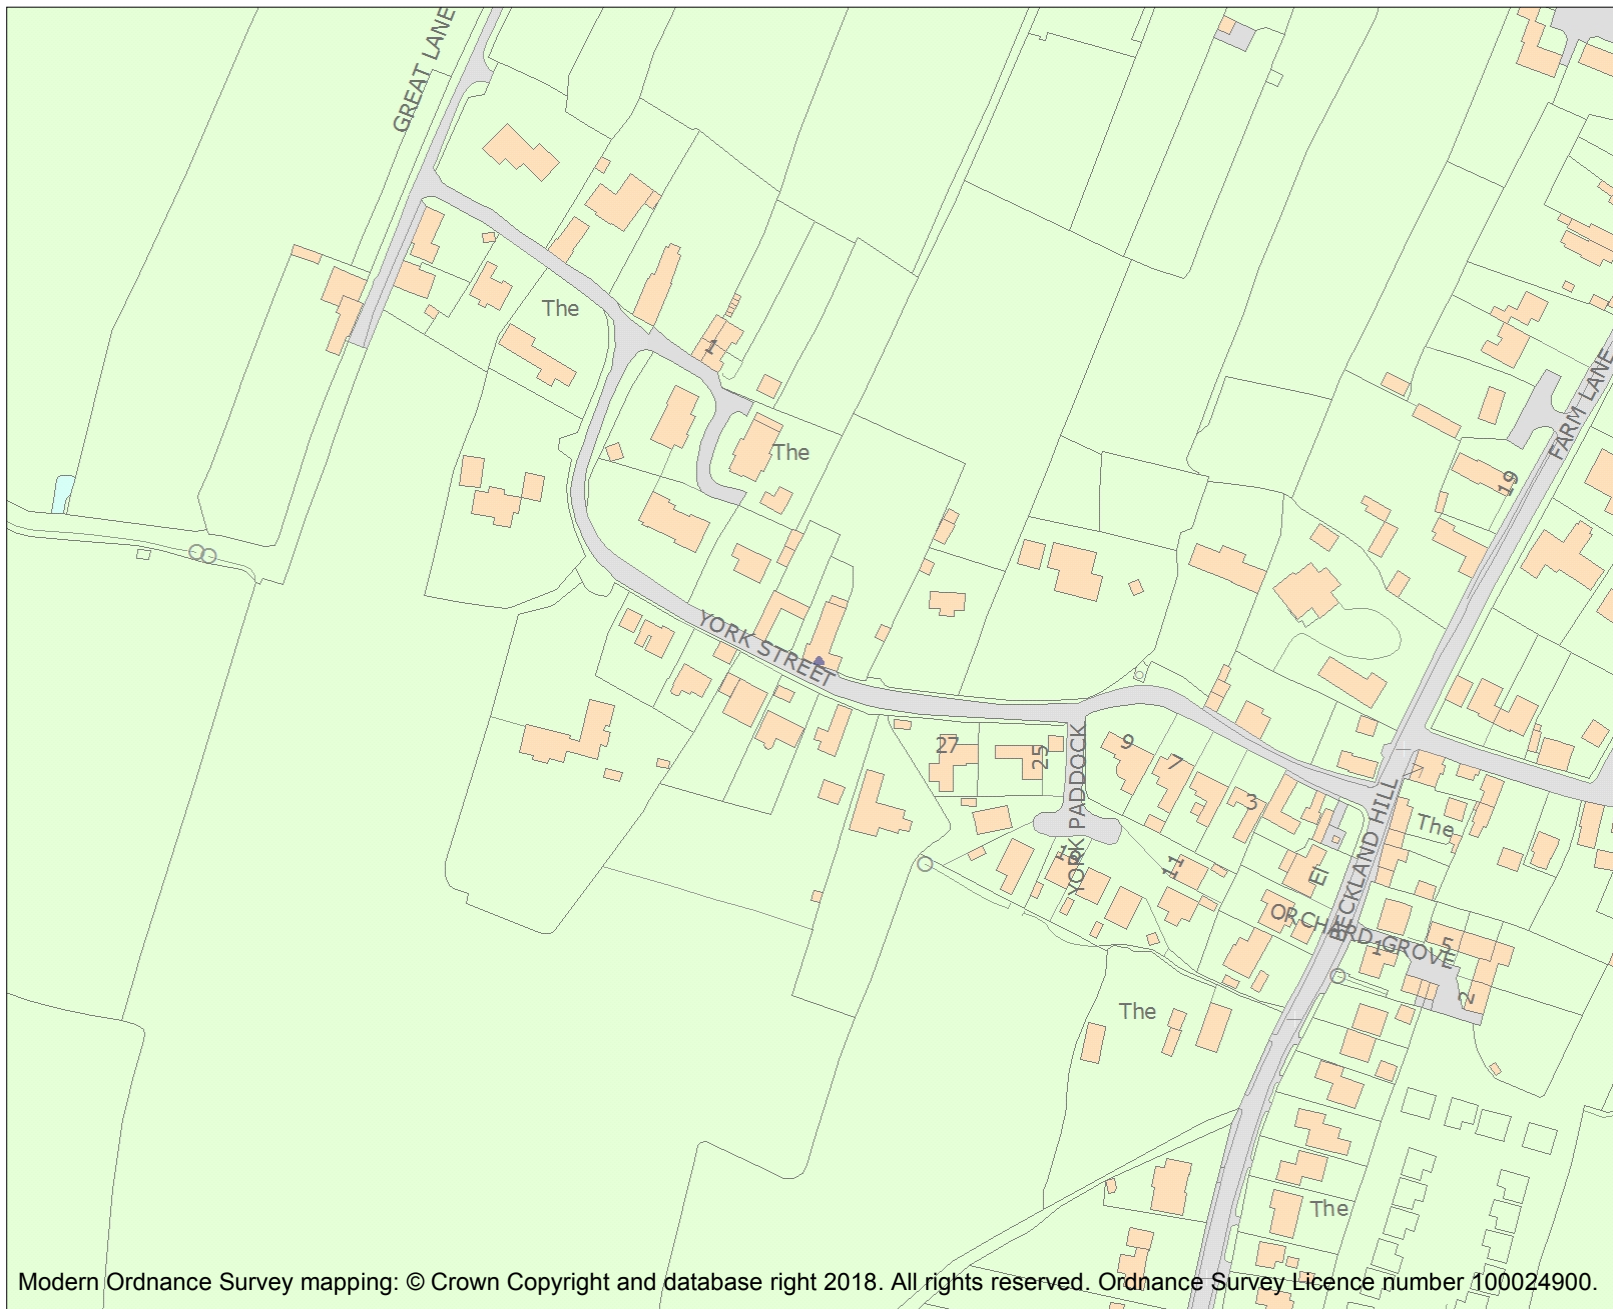 GREAT LANE
The
1
The
FARM LANE
19
YORK STREET
27
25
YORK PADDOCK
9
7
3
The
11
El
BECKLAND HILL
ORCHARD GROVE
1
5
2
The
The
Modern Ordnance Survey mapping: © Crown Copyright and database right 2018. All rights reserved. Ordnance Survey Licence number 100024900.